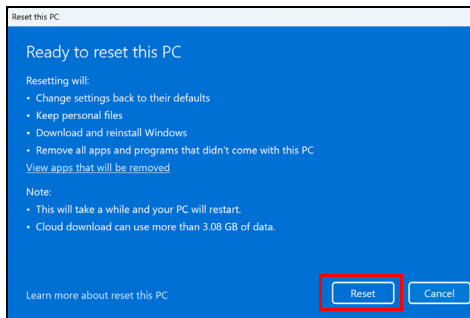 Reset this PC
Ready to reset this PC
Resetting will:
• Change settings back to their defaults
• Keep personal files
• Download and reinstall Windows
• Remove all apps and programs that didn't come with this PC
View apps that will be removed
Note:
• This will take a while and your PC will restart.
• Cloud download can use more than 3.08 GB of data.
Learn more about reset this PC
Reset
Cancel